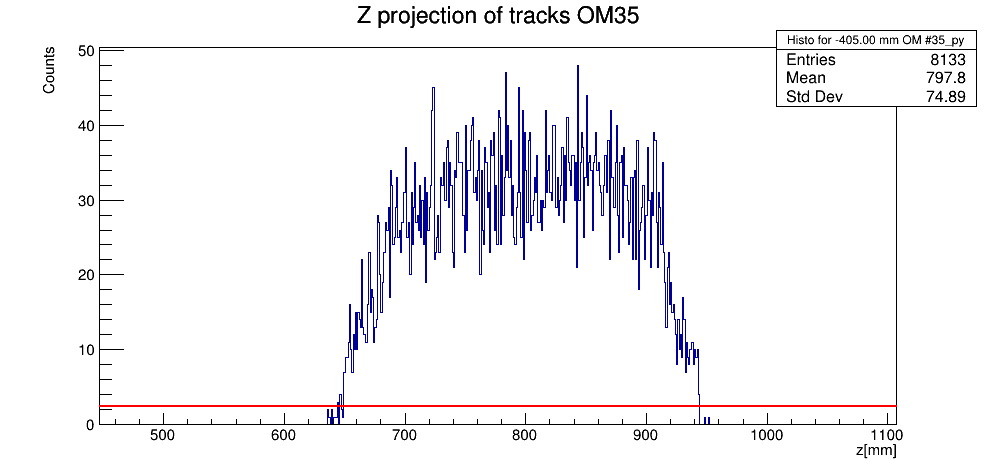 Z projection of tracks OM35
Histo for -405.00 mm OM #35_py
Entries 8133
Mean 797.8
Std Dev 74.89
Counts
50
40
30
20
10
0
500 600 700 800 900 1000 1100
z[mm]